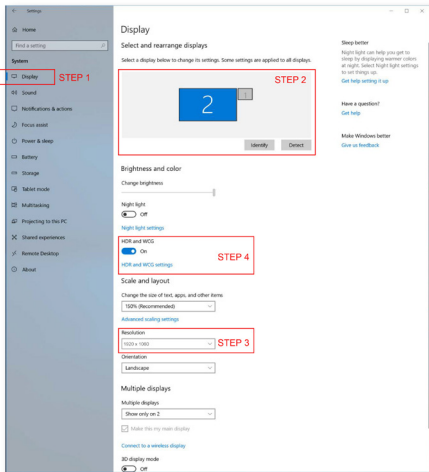 Settings
Home
Find a setting
System
Display
STEP 1
Sound
Notifications & actions
Focus assist
Power & sleep
Battery
Storage
Tablet mode
Multitasking
Projecting to this PC
Shared experiences
Remote Desktop
About
Display
Select and rearrange displays
Select a display below to change its settings. Some settings are applied to all displays.
STEP 2
2
1
Identify
Detect
Brightness and color
Change brightness
Night light
Off
Night light settings
HDR and WCG
On
STEP 4
HDR and WCG settings
Scale and layout
Change the size of text, apps, and other items
150% (Recommended)
Advanced scaling settings
Resolution
1920 x 1080
STEP 3
Orientation
Landscape
Multiple displays
Multiple displays
Show only on 2
Make this my main display
Connect to a wireless display
3D display mode
Off
Sleep better
Night light can help you get to
sleep by displaying warmer colors
at night. Select Night light settings
to set things up.
Get help setting it up
Have a question?
Get help
Make Windows better
Give us feedback